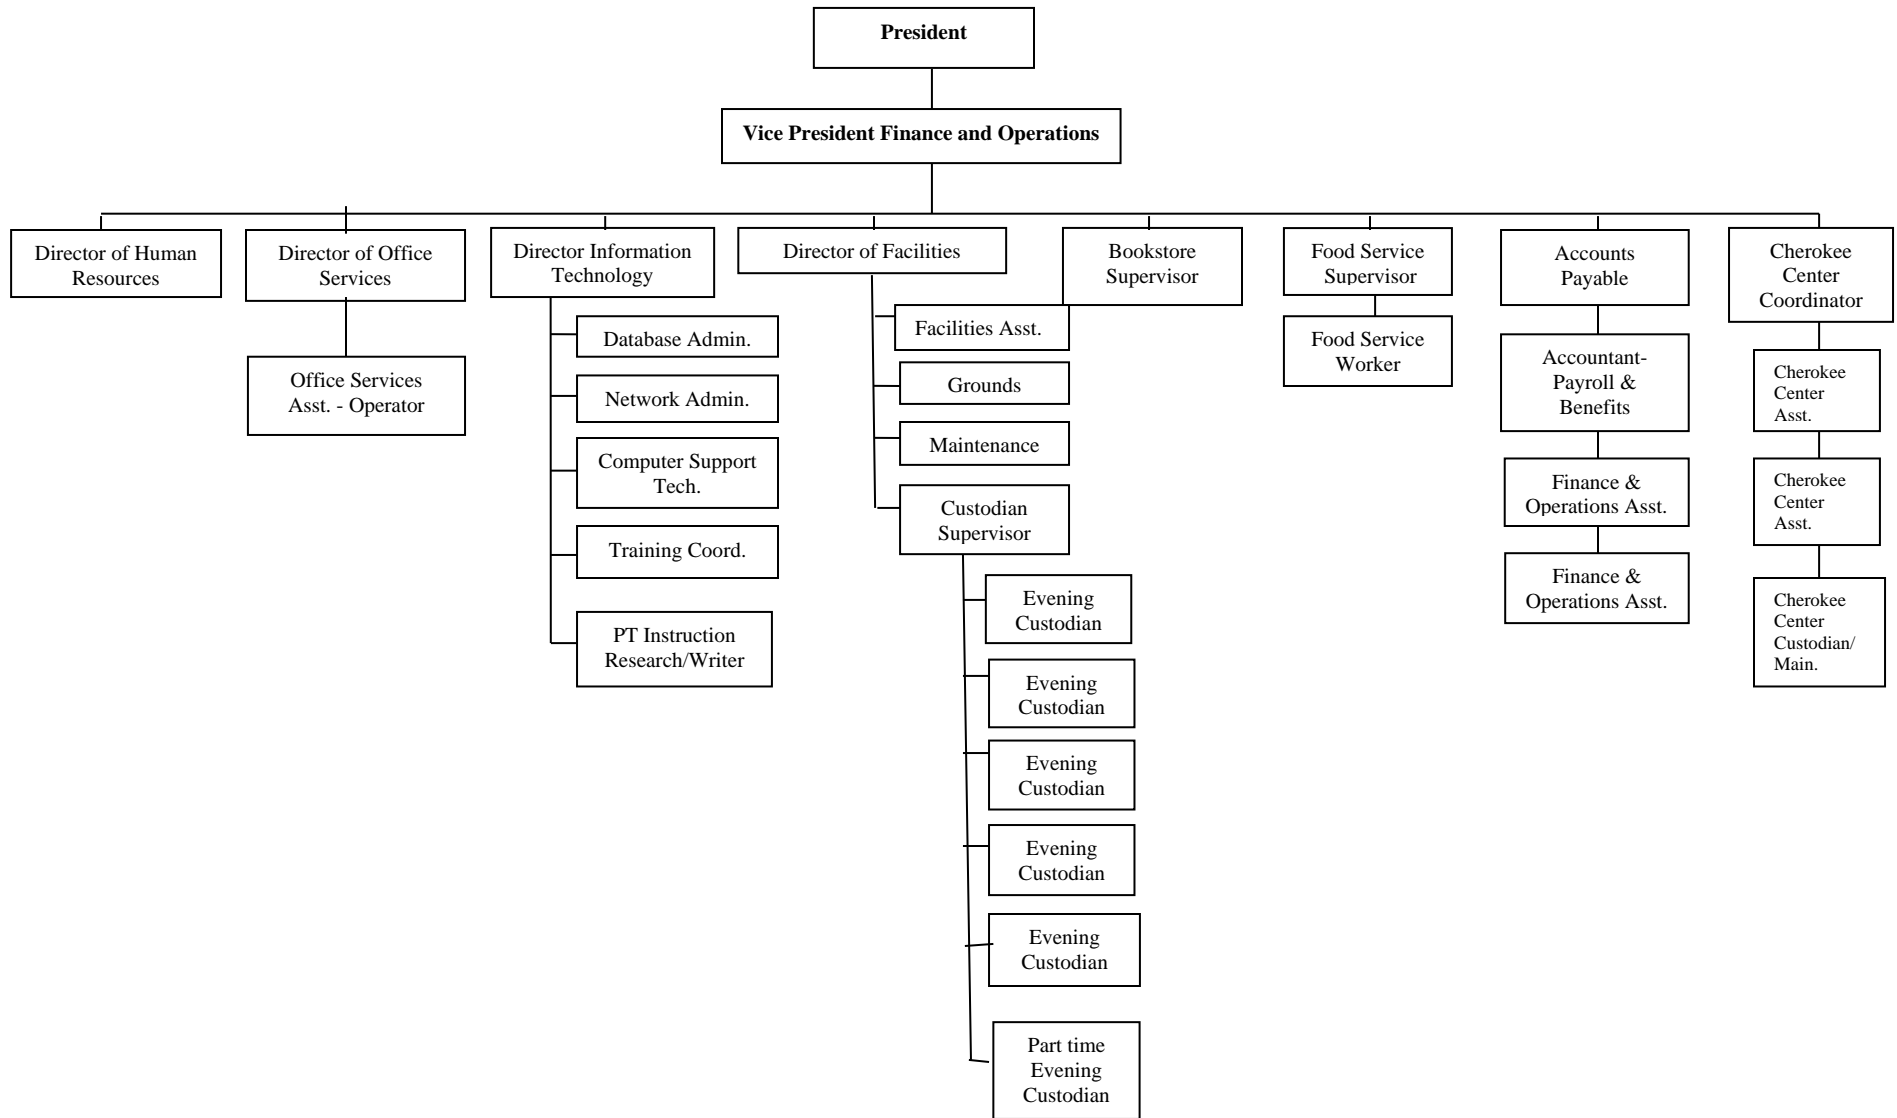 President
Vice President Finance and Operations
Director of Human
Resources
Director of Office
Services
Office Services
Asst. - Operator
Director Information
Technology
Database Admin.
Network Admin.
Computer Support
Tech.
Training Coord.
PT Instruction
Research/Writer
Director of Facilities
Facilities Asst.
Grounds
Maintenance
Custodian
Supervisor
Evening
Custodian
Evening
Custodian
Evening
Custodian
Evening
Custodian
Evening
Custodian
Part time
Evening
Custodian
Bookstore
Supervisor
Food Service
Supervisor
Food Service
Worker
Accounts
Payable
Accountant-
Payroll &
Benefits
Finance &
Operations Asst.
Finance &
Operations Asst.
Cherokee
Center
Coordinator
Cherokee
Center
Asst.
Cherokee
Center
Asst.
Cherokee
Center
Custodian/
Main.